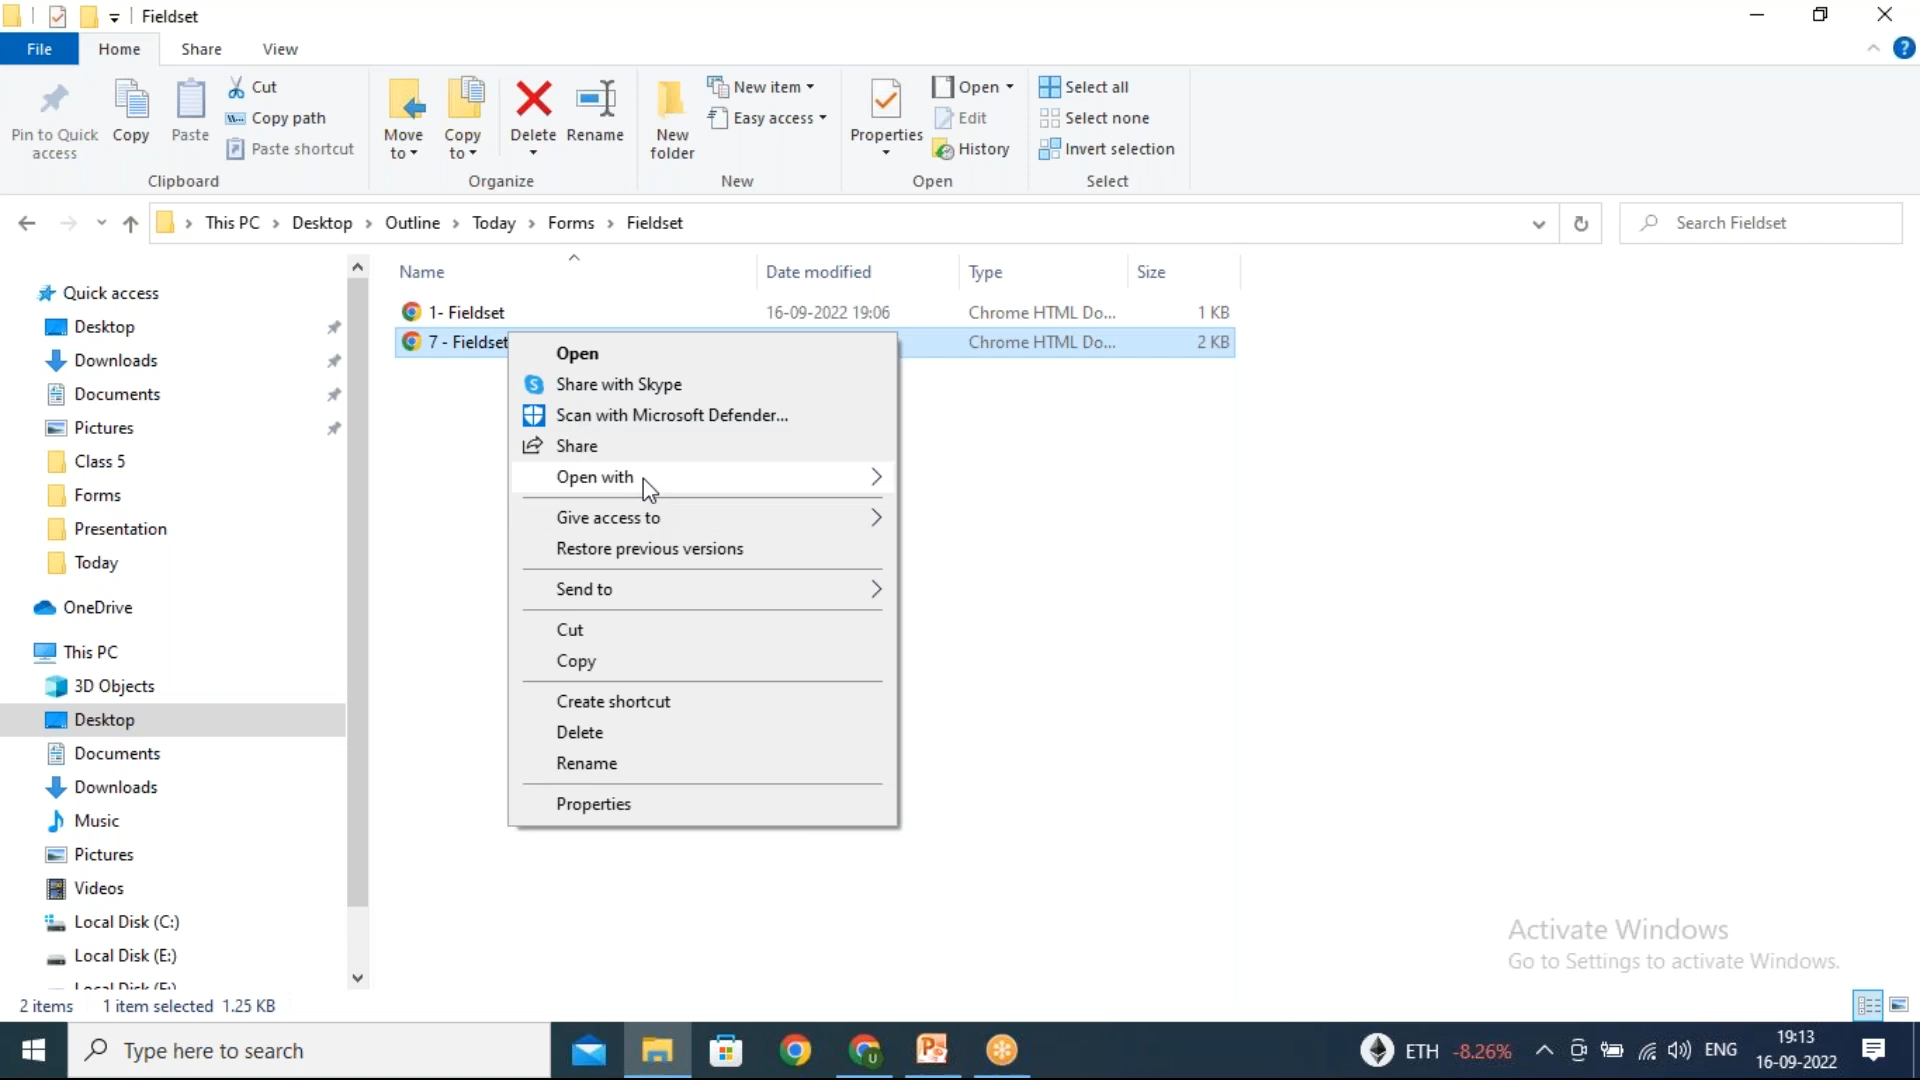 Fieldset
File Home Share View
Pin to Quick access
Copy
Paste
Cut
Copy path
Paste shortcut
Clipboard
Move to
Copy to
Delete
Rename
Organize
New folder
New item
Easy access
New
Properties
Open
Edit
History
Open
Select all
Select none
Invert selection
Select
This PC > Desktop > Outline > Today > Forms > Fieldset
Search Fieldset
Name Date modified Type Size
1- Fieldset 16-09-2022 19:06 Chrome HTML Do... 1 KB
7 - Fieldset Chrome HTML Do... 2 KB
Quick access
Desktop
Downloads
Documents
Pictures
Class 5
Forms
Presentation
Today
OneDrive
This PC
3D Objects
Desktop
Documents
Downloads
Music
Pictures
Videos
Local Disk (C:)
Local Disk (E:)
Open
Share with Skype
Scan with Microsoft Defender...
Share
Open with
Give access to
Restore previous versions
Send to
Cut
Copy
Create shortcut
Delete
Rename
Properties
Activate Windows
Go to Settings to activate Windows.
2 items 1 item selected 1.25 KB
Type here to search
ETH -8.26%
ENG
19:13
16-09-2022